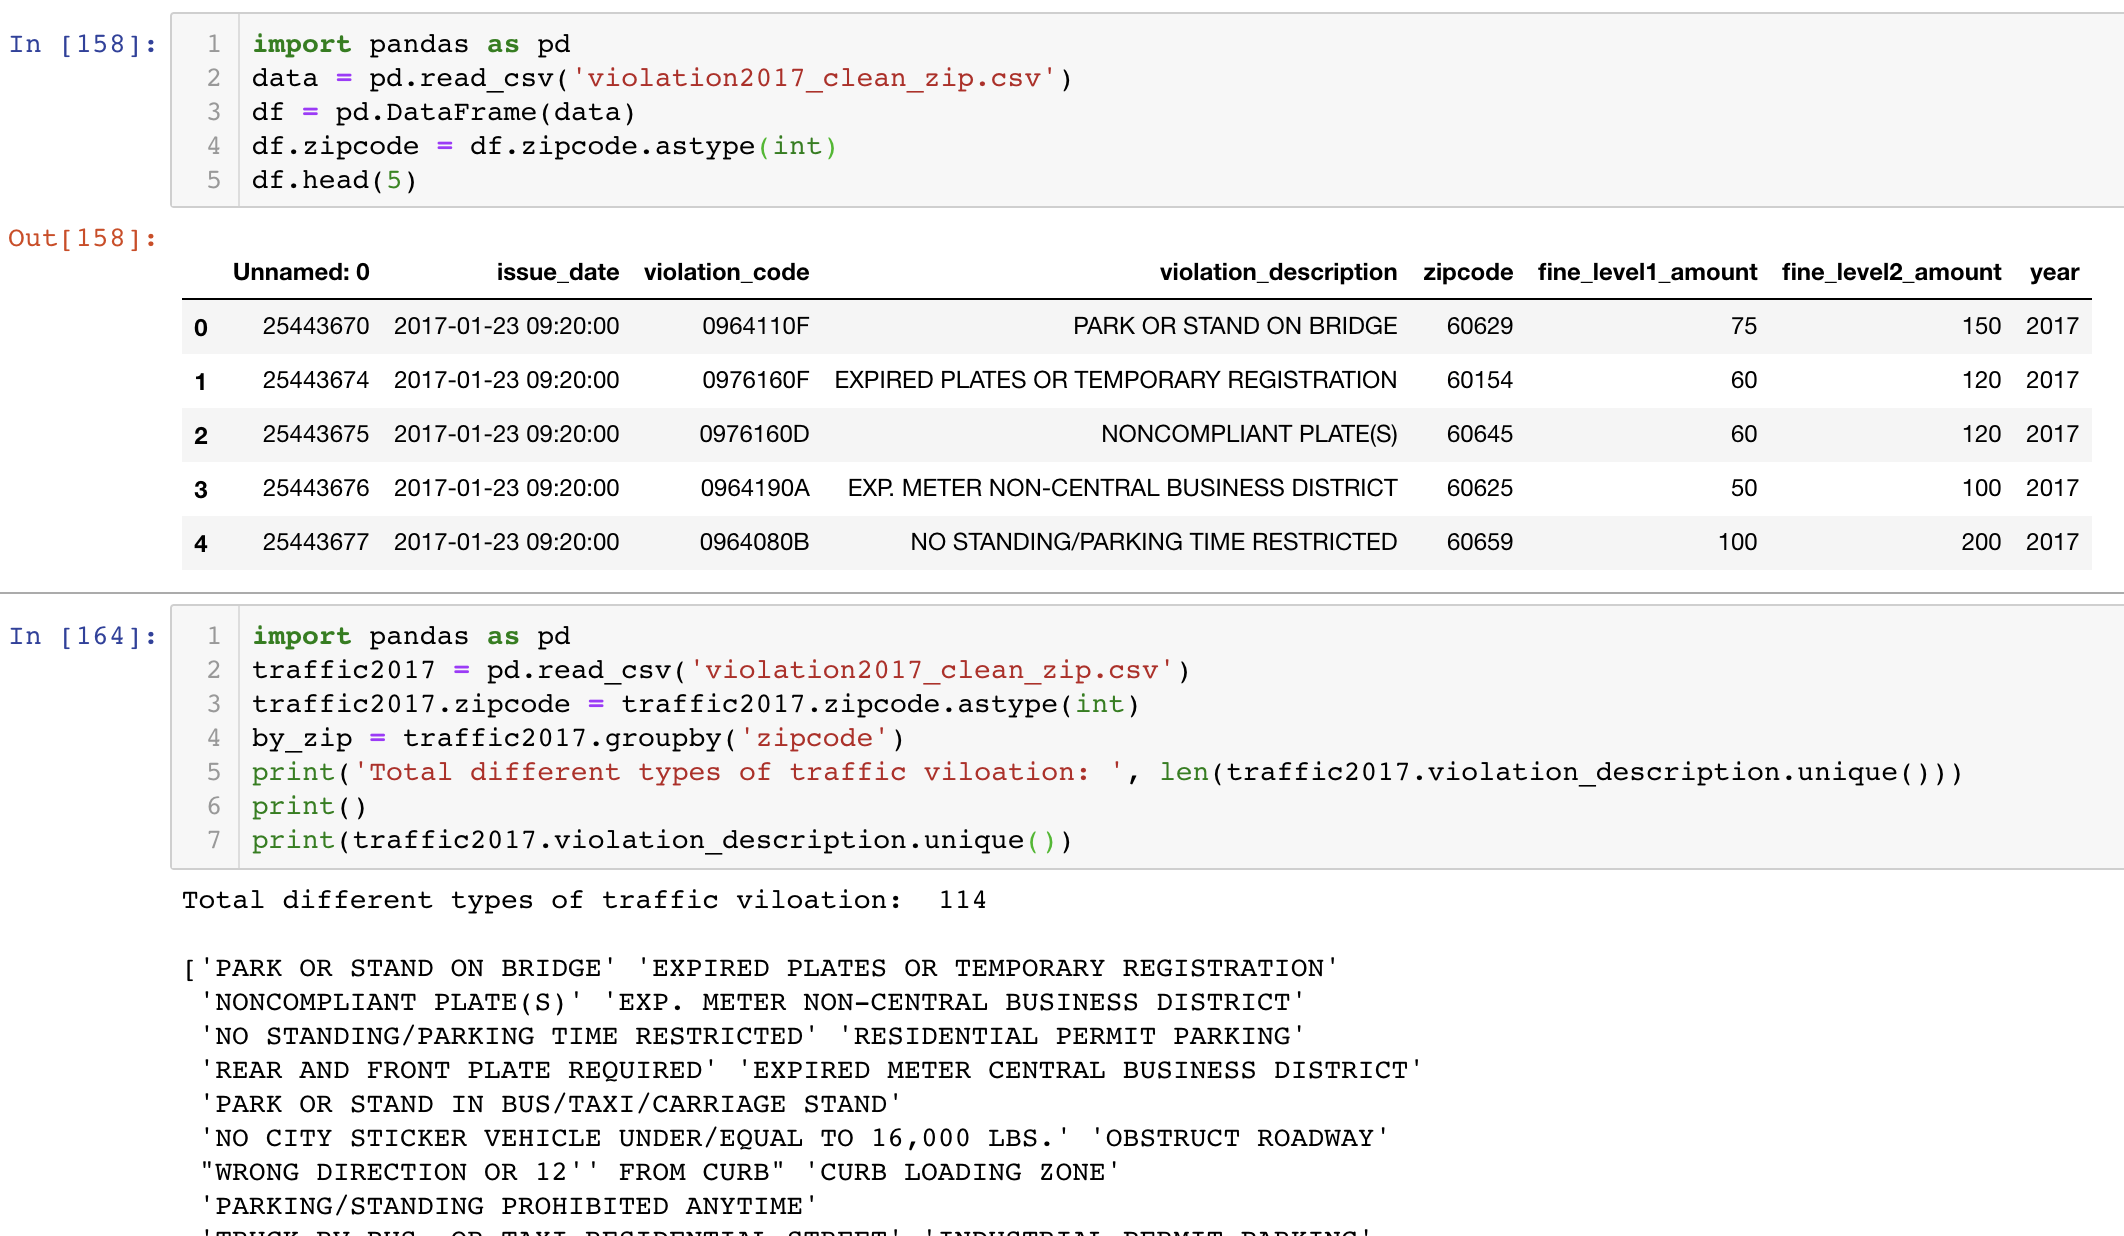 In [158]:
1 import pandas as pd
2 data = pd.read_csv('violation2017_clean_zip.csv')
3 df = pd.DataFrame(data)
4 df.zipcode = df.zipcode.astype(int)
5 df.head(5)
Out[158]:
Unnamed: 0 issue_date violation_code violation_description zipcode fine_level1_amount fine_level2_amount year
0 25443670 2017-01-23 09:20:00 0964110F PARK OR STAND ON BRIDGE 60629 75 150 2017
1 25443674 2017-01-23 09:20:00 0976160F EXPIRED PLATES OR TEMPORARY REGISTRATION 60154 60 120 2017
2 25443675 2017-01-23 09:20:00 0976160D NONCOMPLIANT PLATE(S) 60645 60 120 2017
3 25443676 2017-01-23 09:20:00 0964190A EXP. METER NON-CENTRAL BUSINESS DISTRICT 60625 50 100 2017
4 25443677 2017-01-23 09:20:00 0964080B NO STANDING/PARKING TIME RESTRICTED 60659 100 200 2017
In [164]:
1 import pandas as pd
2 traffic2017 = pd.read_csv('violation2017_clean_zip.csv')
3 traffic2017.zipcode = traffic2017.zipcode.astype(int)
4 by_zip = traffic2017.groupby('zipcode')
5 print('Total different types of traffic viloation: ', len(traffic2017.violation_description.unique()))
6 print()
7 print(traffic2017.violation_description.unique())
Total different types of traffic viloation:  114
['PARK OR STAND ON BRIDGE' 'EXPIRED PLATES OR TEMPORARY REGISTRATION'
'NONCOMPLIANT PLATE(S)' 'EXP. METER NON-CENTRAL BUSINESS DISTRICT'
'NO STANDING/PARKING TIME RESTRICTED' 'RESIDENTIAL PERMIT PARKING'
'REAR AND FRONT PLATE REQUIRED' 'EXPIRED METER CENTRAL BUSINESS DISTRICT'
'PARK OR STAND IN BUS/TAXI/CARRIAGE STAND'
'NO CITY STICKER VEHICLE UNDER/EQUAL TO 16,000 LBS.' 'OBSTRUCT ROADWAY'
"WRONG DIRECTION OR 12'' FROM CURB" 'CURB LOADING ZONE'
'PARKING/STANDING PROHIBITED ANYTIME'
'TRUCK BY BUS, OR TAXI RESIDENTIAL STREET' 'INDUSTRIAL PERMIT PARKING'